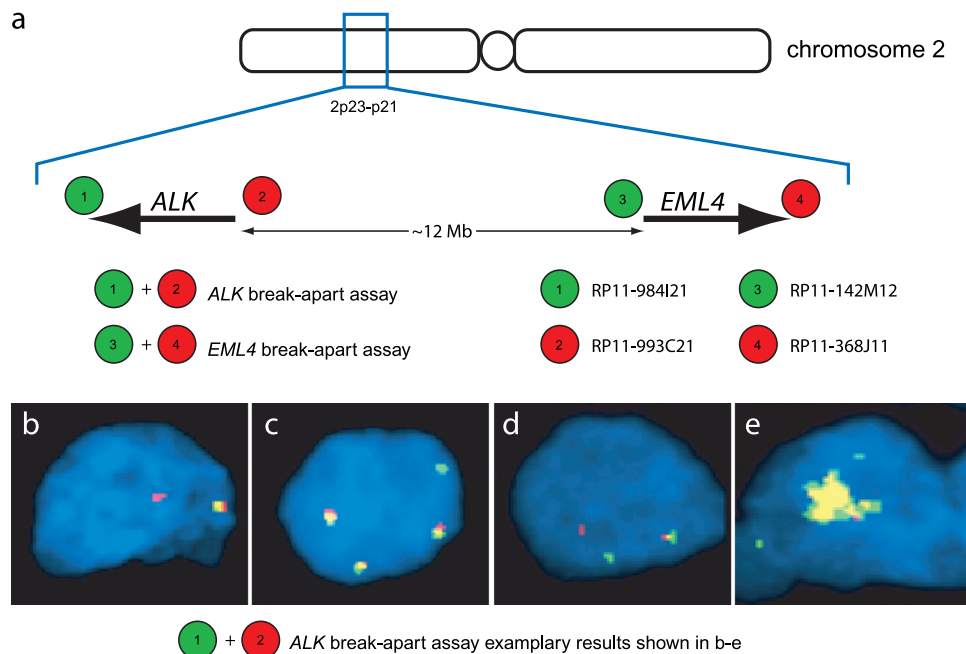 a
chromosome 2
2p23-p21
1 ALK 2 3 EML4 4
~12 Mb
1 + 2 ALK break-apart assay 1 RP11-984I21 3 RP11-142M12
3 + 4 EML4 break-apart assay 2 RP11-993C21 4 RP11-368J11
b c d e
1 + 2 ALK break-apart assay examplary results shown in b-e